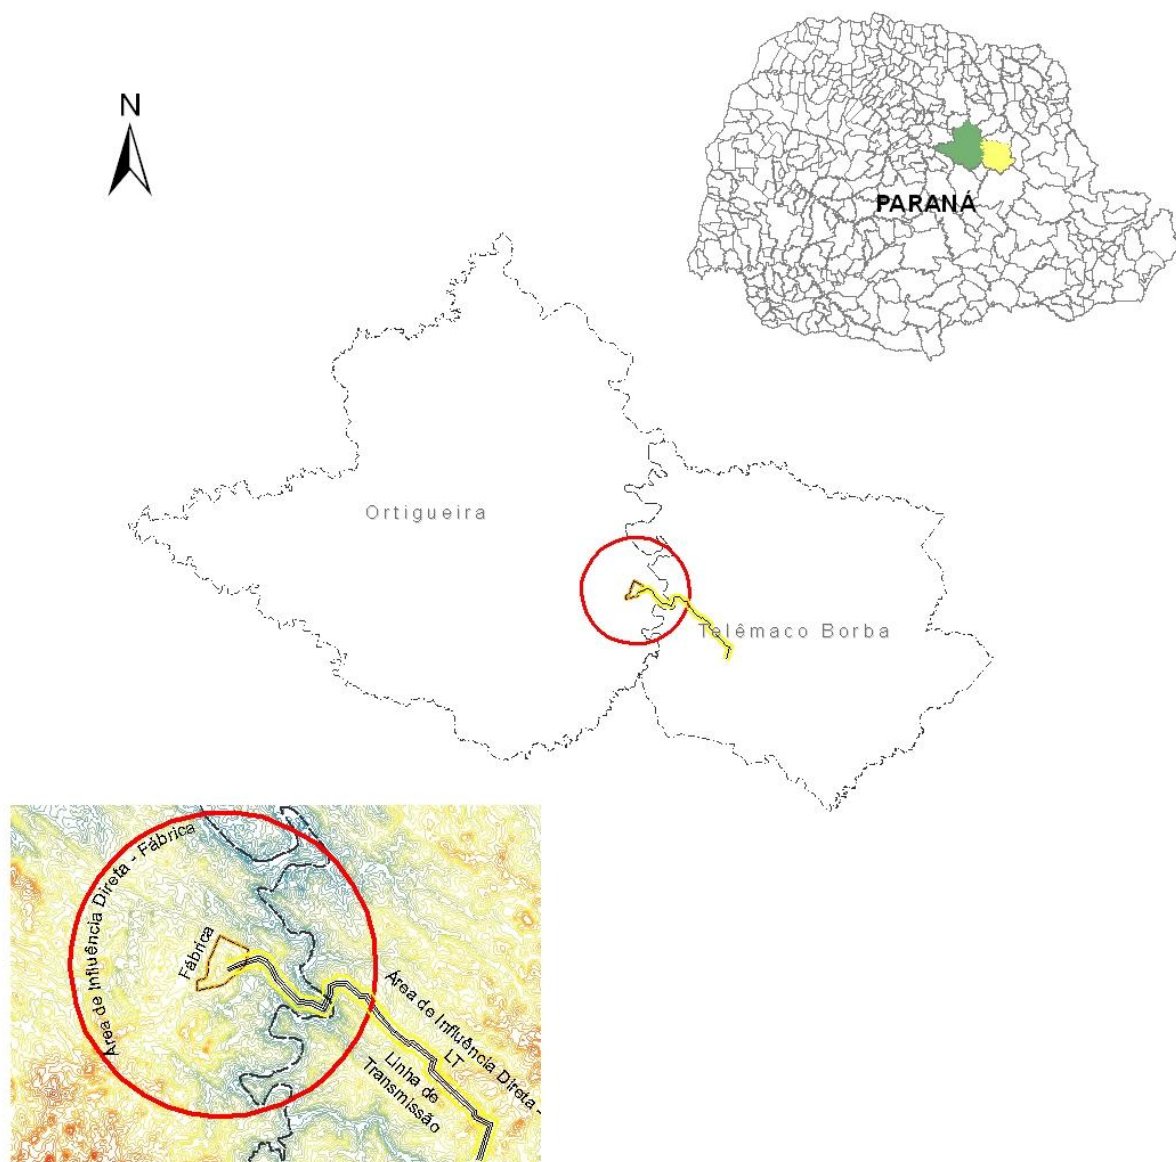 N
PARANÁ
Ortigueira
Telêmaco Borba
Área de Influência Direta - Fábrica
Fábrica
Área de Influência Direta -
LT
Linha de
Transmissão